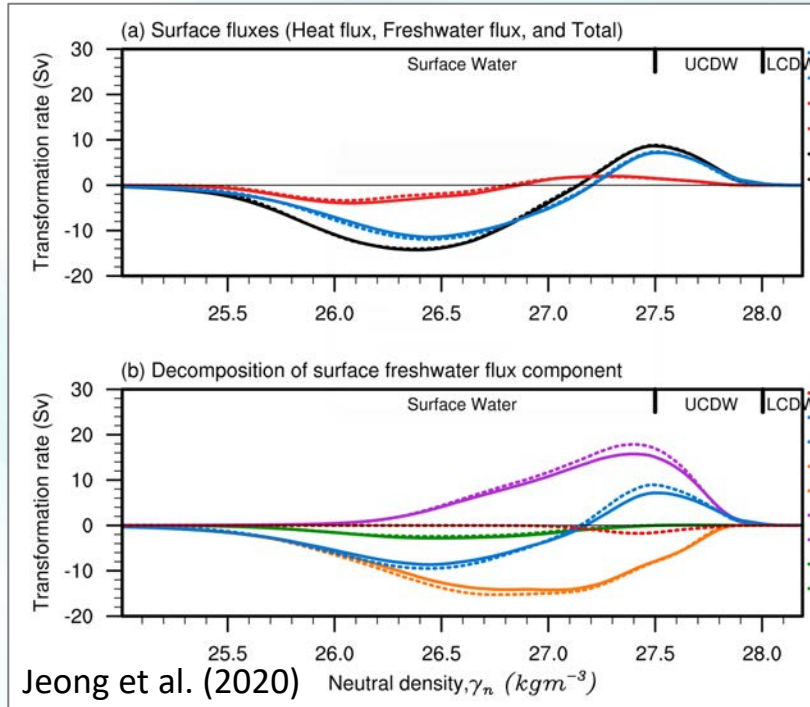 (a) Surface fluxes (Heat flux, Freshwater flux, and Total)
Surface Water UCDW LCDW
Transformation rate (Sv)
30
20
10
0
-10
-20
25.5 26.0 26.5 27.0 27.5 28.0
(b) Decomposition of surface freshwater flux component
Surface Water UCDW LCDW
Transformation rate (Sv)
30
20
10
0
-10
-20
25.5 26.0 26.5 27.0 27.5 28.0
Jeong et al. (2020) Neutral density,γₙ (kgm⁻³)